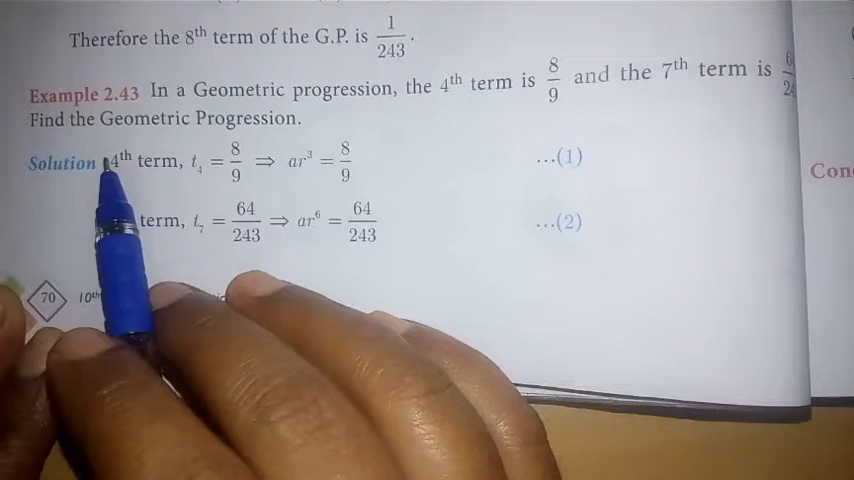 Therefore the 8th term of the G.P. is 1/243.
Example 2.43 In a Geometric progression, the 4th term is 8/9 and the 7th term is
Find the Geometric Progression.
Solution 4th term, t₄ = 8/9 ⇒ ar³ = 8/9 ...(1)
term, t₇ = 64/243 ⇒ ar⁶ = 64/243 ...(2)
70 10th